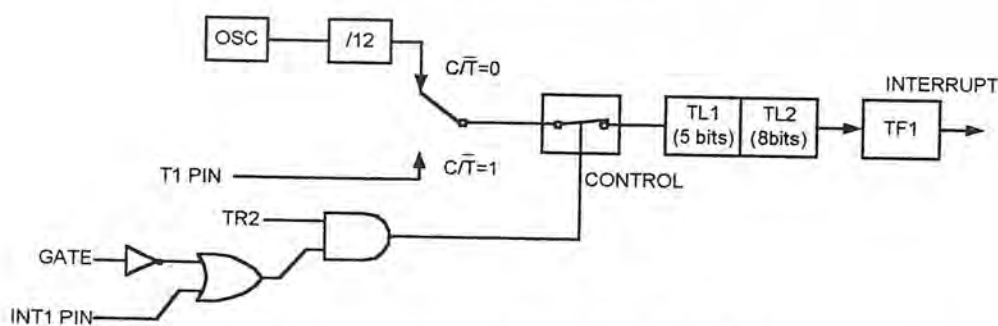 OSC
/12
C/T̅=0
INTERRUPT
TL1
(5 bits)
TL2
(8bits)
TF1
T1 PIN
C/T̅=1
CONTROL
TR2
GATE
INT1 PIN